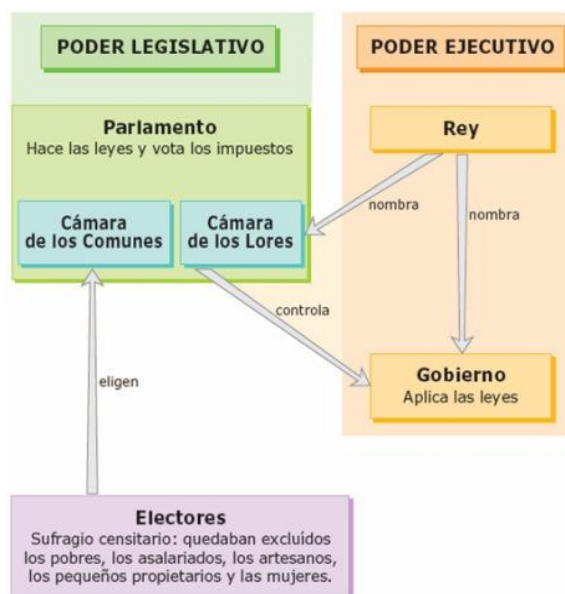 PODER LEGISLATIVO
PODER EJECUTIVO
Parlamento
Hace las leyes y vota los impuestos
Rey
Cámara
de los Comunes
Cámara
de los Lores
nombra
nombra
controla
Gobierno
Aplica las leyes
eligen
Electores
Sufragio censitario: quedaban excluídos
los pobres, los asalariados, los artesanos,
los pequeños propietarios y las mujeres.